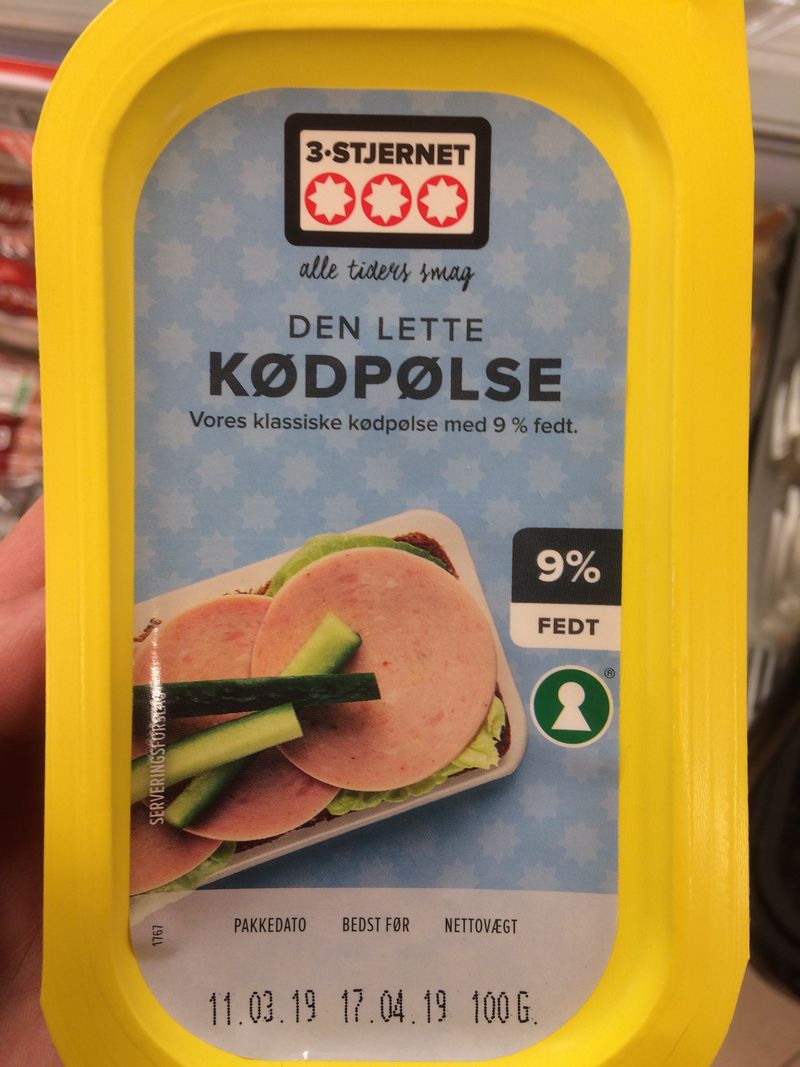 3·STJERNET
alle tiders smag
DEN LETTE
KØDPØLSE
Vores klassiske kødpølse med 9 % fedt.
9%
FEDT
®
SERVERINGSFORSLAG
1767
PAKKEDATO BEDST FØR NETTOVÆGT
11.03.19 17.04.19 100 G.